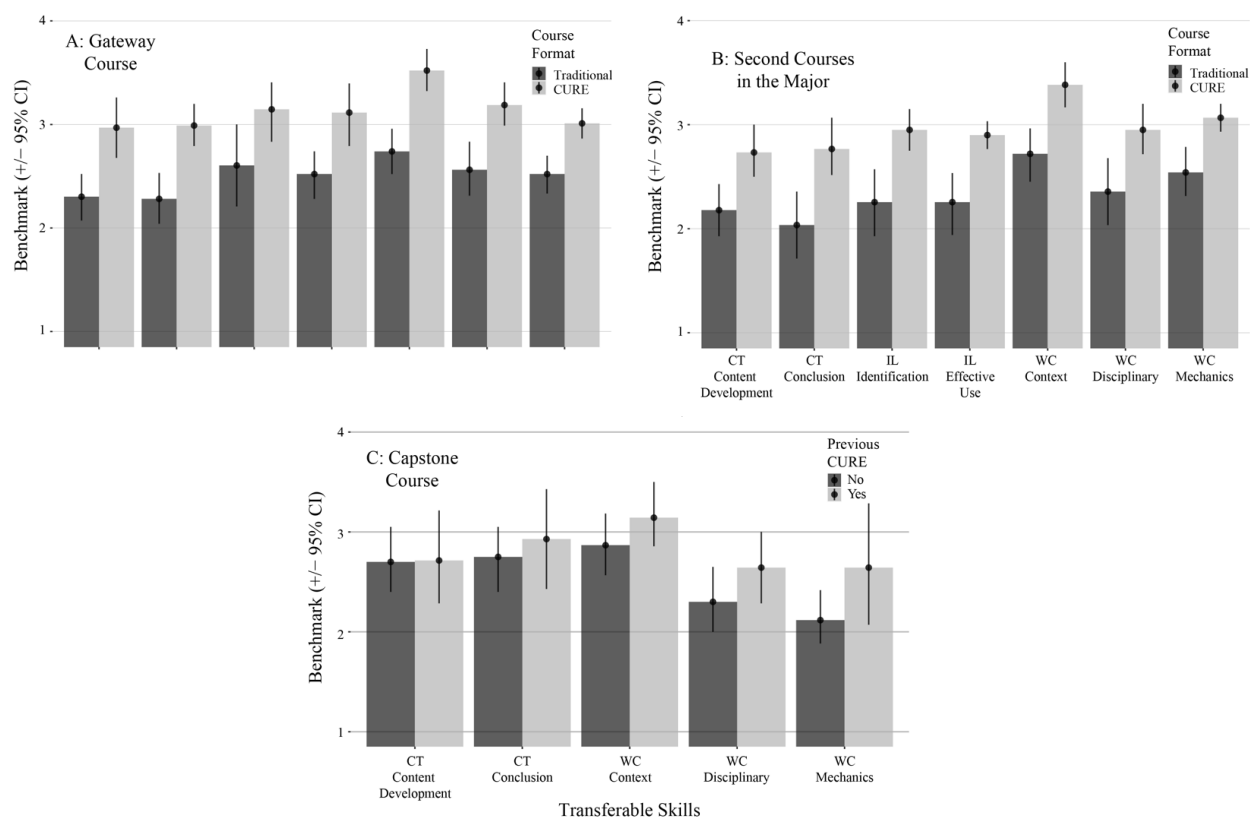 A: Gateway
Course
Course
Format
Traditional
CURE
Benchmark (+/− 95% CI)
4
3
2
1
B: Second Courses
in the Major
Course
Format
Traditional
CURE
Benchmark (+/− 95% CI)
4
3
2
1
CT
Content
Development
CT
Conclusion
IL
Identification
IL
Effective
Use
WC
Context
WC
Disciplinary
WC
Mechanics
C: Capstone
Course
Previous
CURE
No
Yes
Benchmark (+/− 95% CI)
4
3
2
1
CT
Content
Development
CT
Conclusion
WC
Context
WC
Disciplinary
WC
Mechanics
Transferable Skills